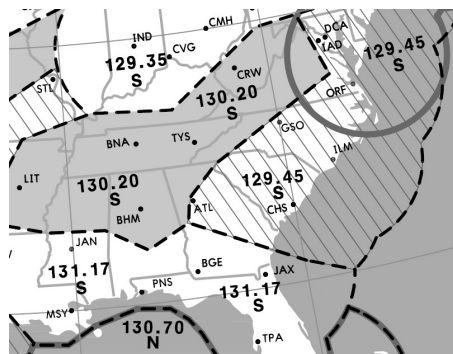 CMH
DCA
IND
IAD
CVG
129.35
S
129.45
S
STL
CRW
ORF
130.20
S
GSO
BNA
TYS
ILM
LIT
130.20
S
129.45
S
BHM
ATL
CHS
JAN
BGE
131.17
S
JAX
PNS
131.17
S
MSY
130.70
N
TPA